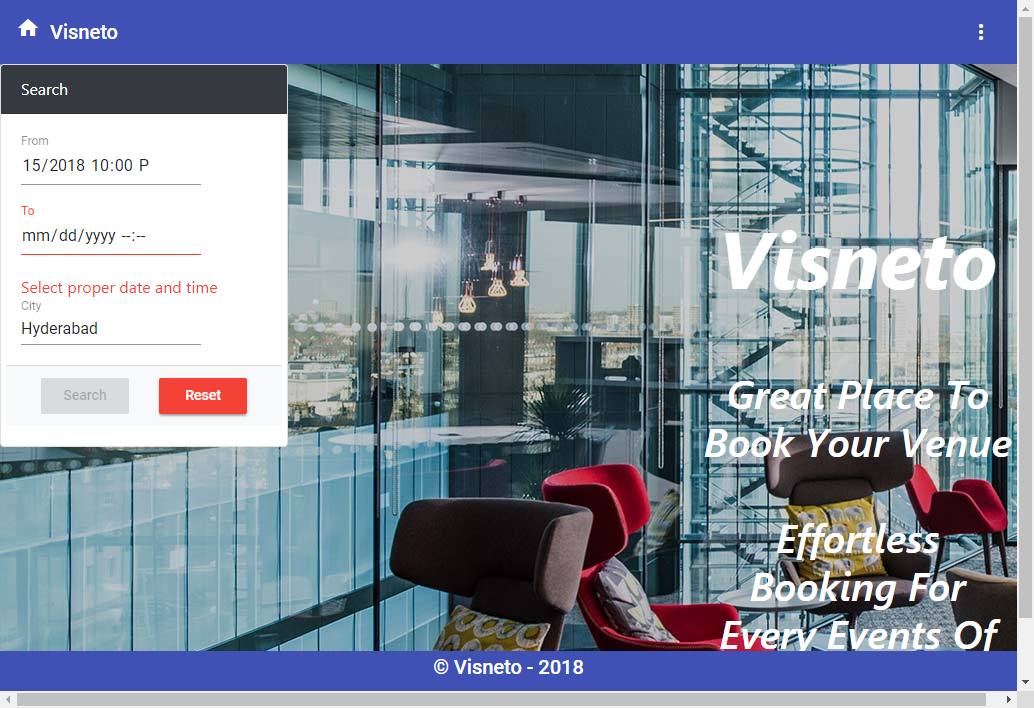 Visneto
Search
From
15/2018 10:00 P
To
mm/dd/yyyy --:--
Select proper date and time
City
Hyderabad
Search
Reset
Visneto
Great Place To
Book Your Venue
Effortless
Booking For
Every Events Of
© Visneto - 2018